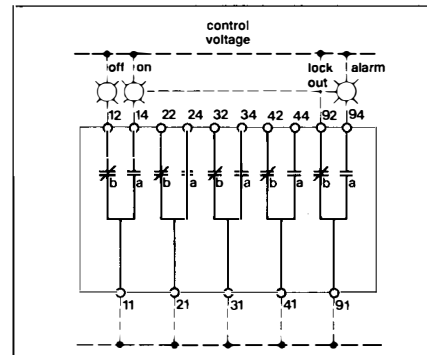 control
voltage
off on lock alarm
out
12 14 22 24 32 34 42 44 92 94
b a b a b a b a b a
11 21 31 41 91